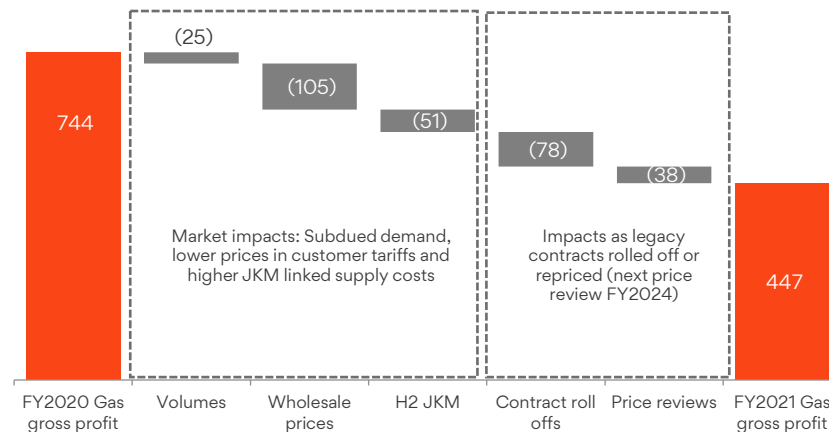 (25)
(105)
(51)
744
(78)
(38)
Market impacts: Subdued demand,
lower prices in customer tariffs and
higher JKM linked supply costs
Impacts as legacy
contracts rolled off or
repriced (next price
review FY2024)
447
FY2020 Gas
gross profit
Volumes
Wholesale
prices
H2 JKM
Contract roll
offs
Price reviews
FY2021 Gas
gross profit